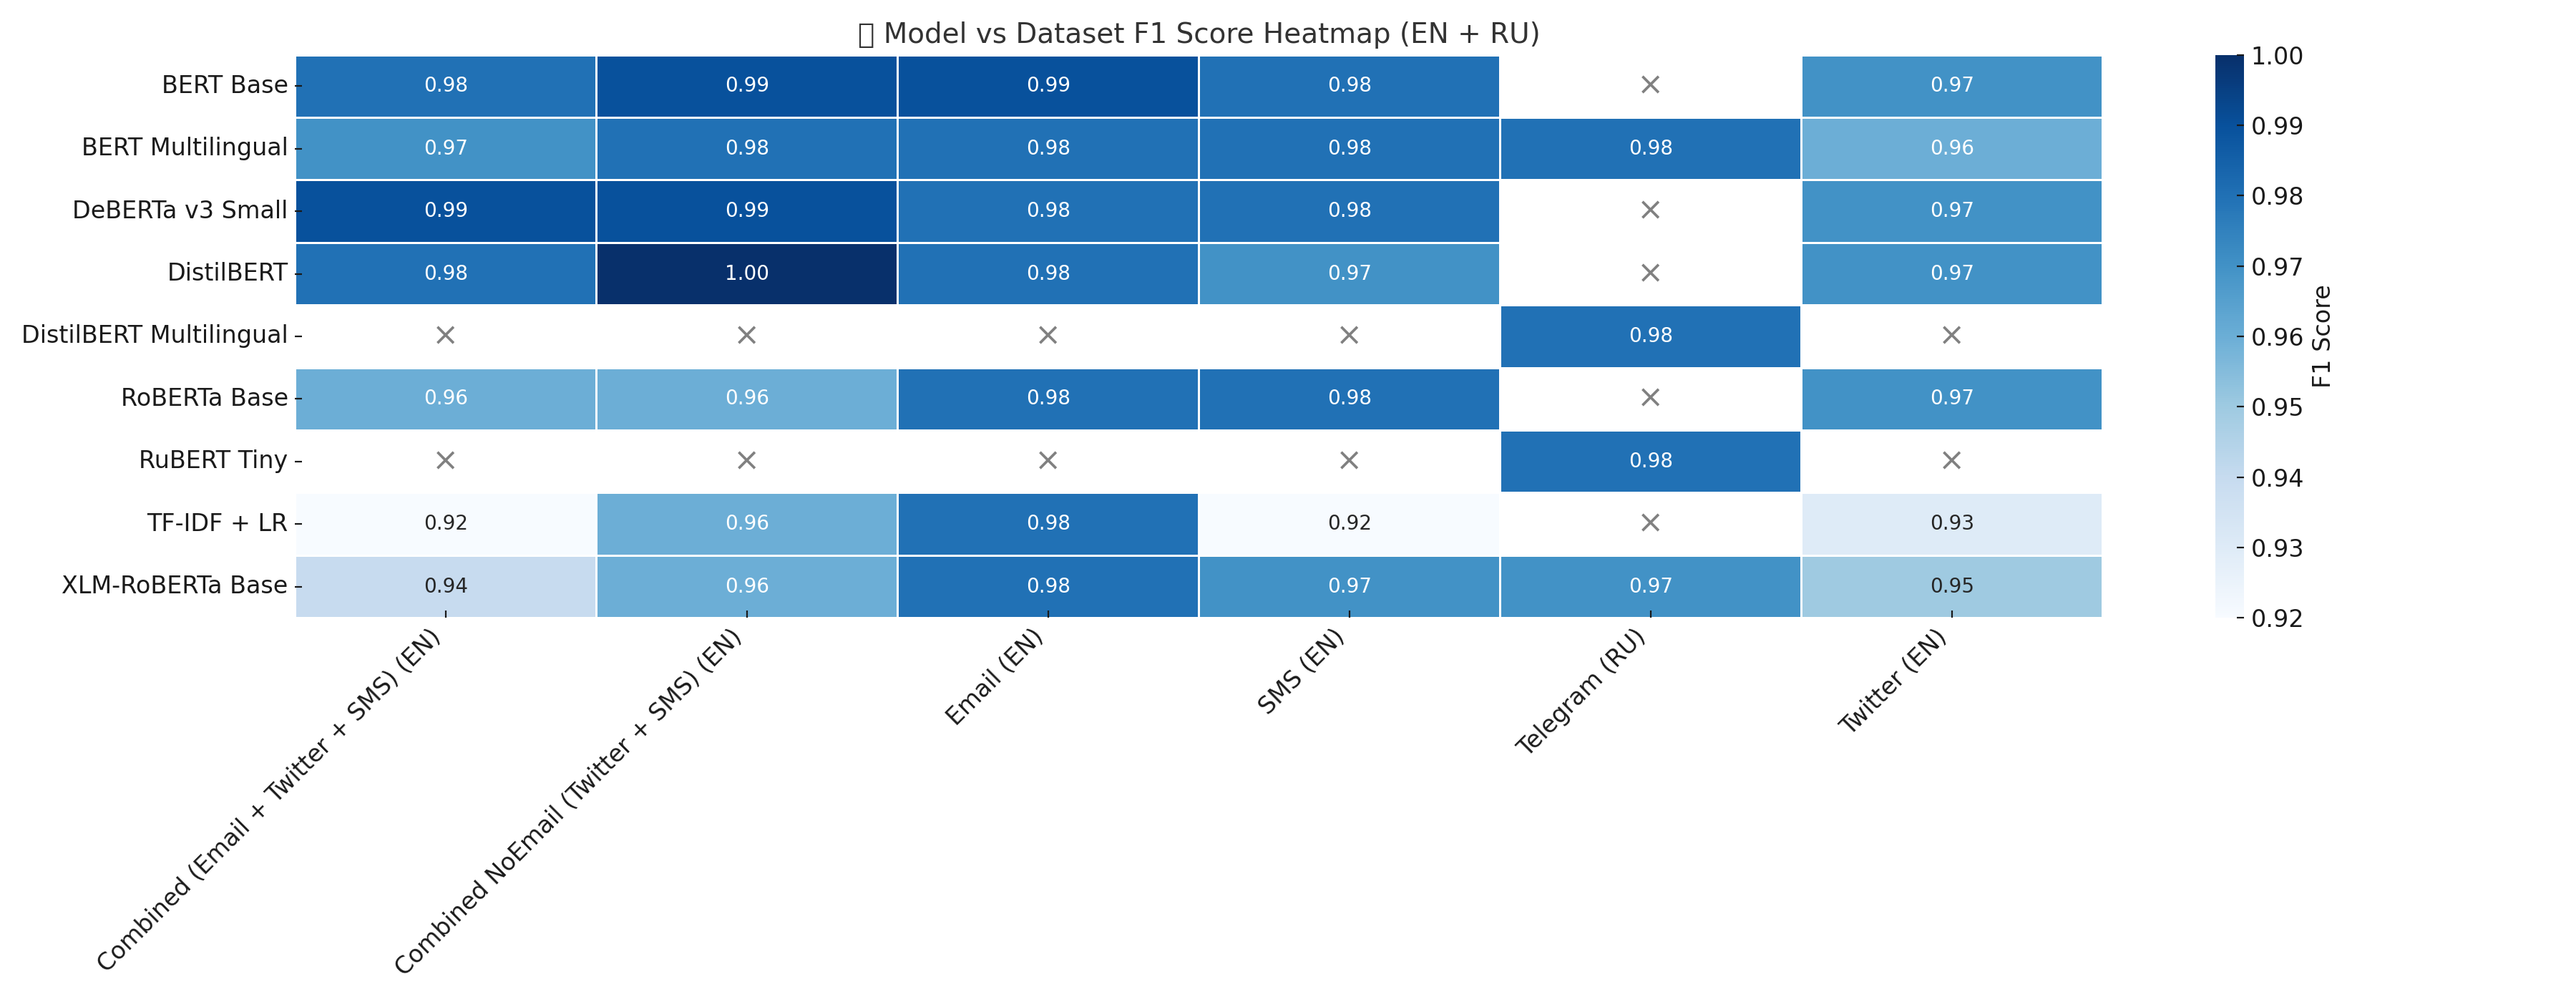 Model vs Dataset F1 Score Heatmap (EN + RU)
BERT Base 0.98 0.99 0.99 0.98 × 0.97
BERT Multilingual 0.97 0.98 0.98 0.98 0.98 0.96
DeBERTa v3 Small 0.99 0.99 0.98 0.98 × 0.97
DistilBERT 0.98 1.00 0.98 0.97 × 0.97
DistilBERT Multilingual × × × × 0.98 ×
RoBERTa Base 0.96 0.96 0.98 0.98 × 0.97
RuBERT Tiny × × × × 0.98 ×
TF-IDF + LR 0.92 0.96 0.98 0.92 × 0.93
XLM-RoBERTa Base 0.94 0.96 0.98 0.97 0.97 0.95
Combined (Email + Twitter + SMS) (EN)
Combined NoEmail (Twitter + SMS) (EN)
Email (EN)
SMS (EN)
Telegram (RU)
Twitter (EN)
1.00
0.99
0.98
0.97
0.96
0.95
0.94
0.93
0.92
F1 Score